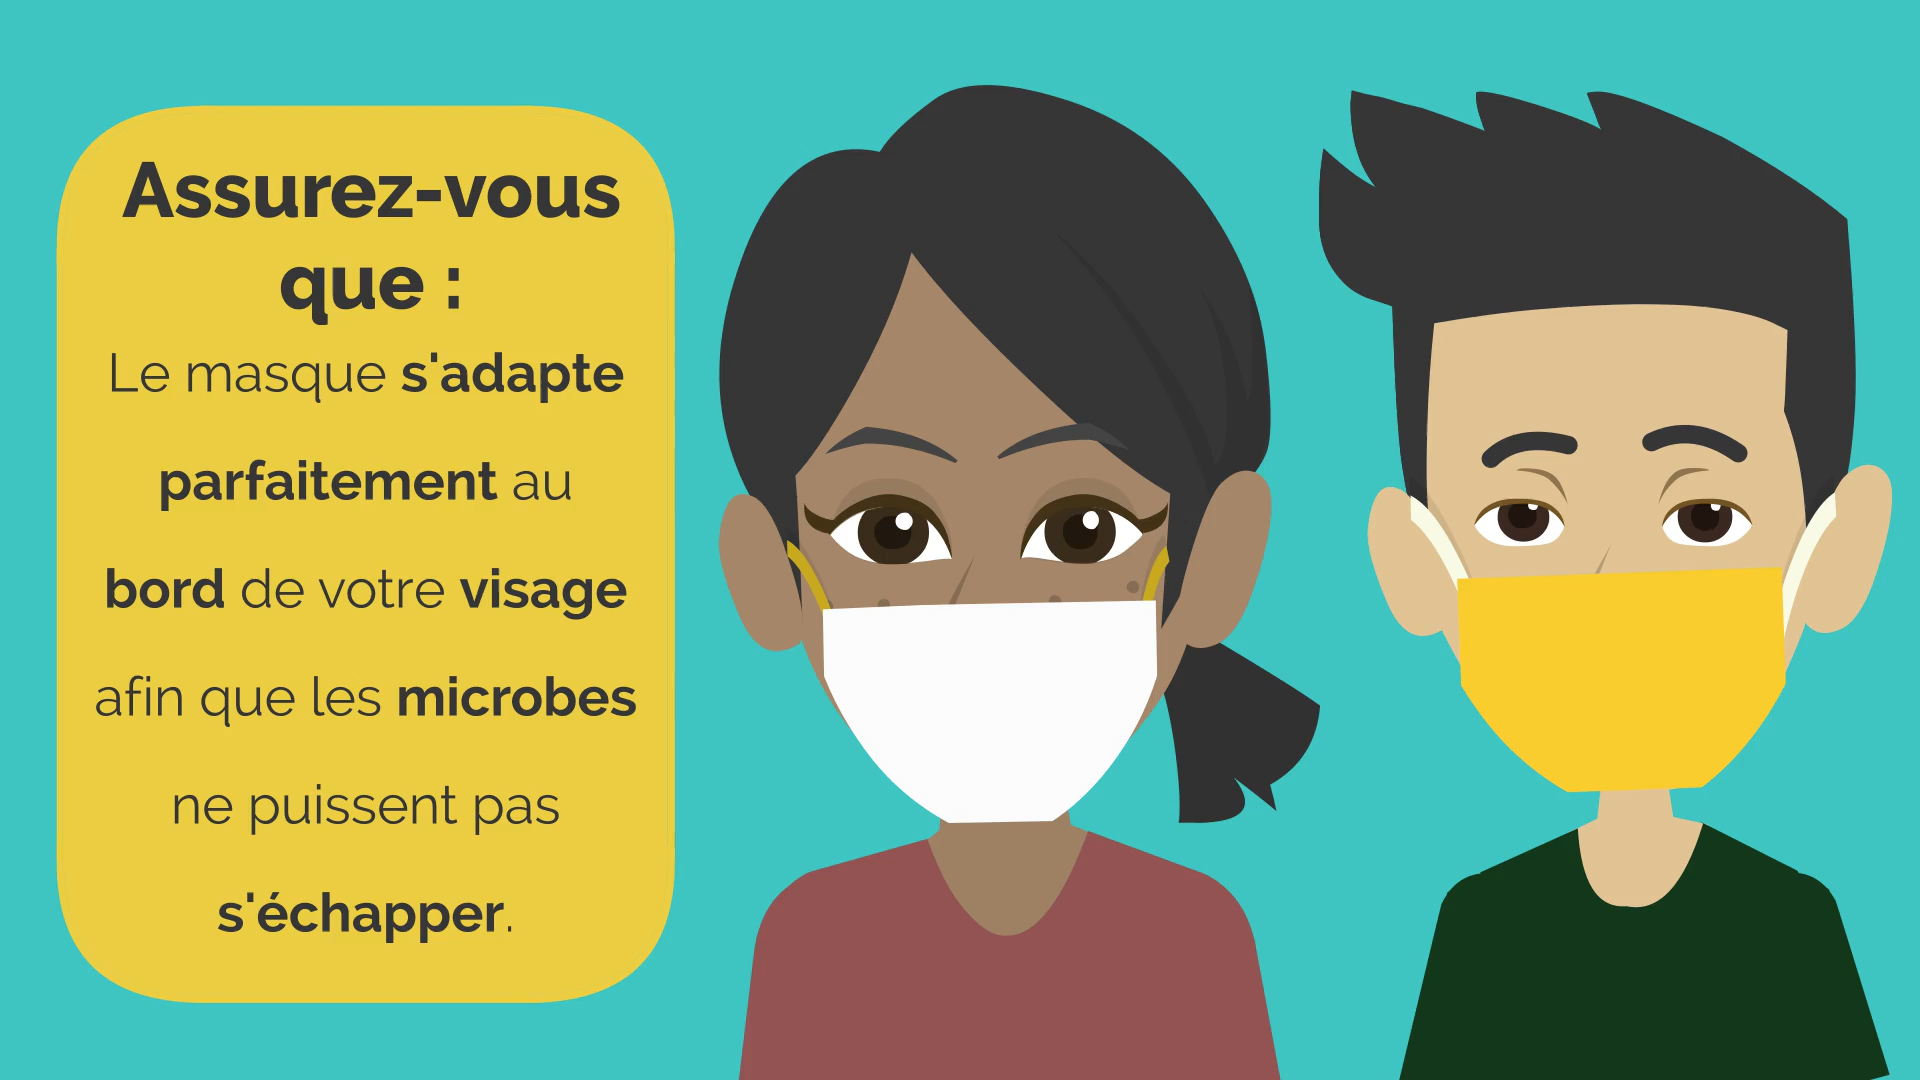 Assurez-vous
que :
Le masque s'adapte
parfaitement au
bord de votre visage
afin que les microbes
ne puissent pas
s'échapper.